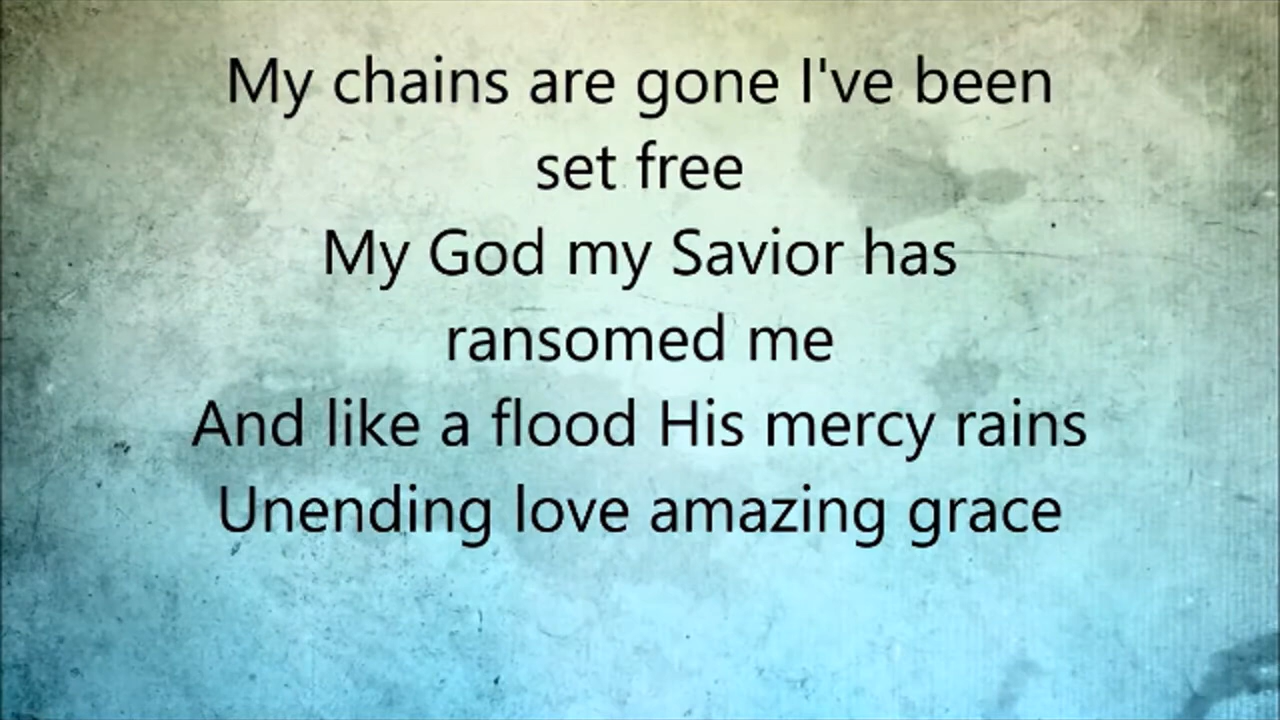 My chains are gone I've been
set free
My God my Savior has
ransomed me
And like a flood His mercy rains
Unending love amazing grace